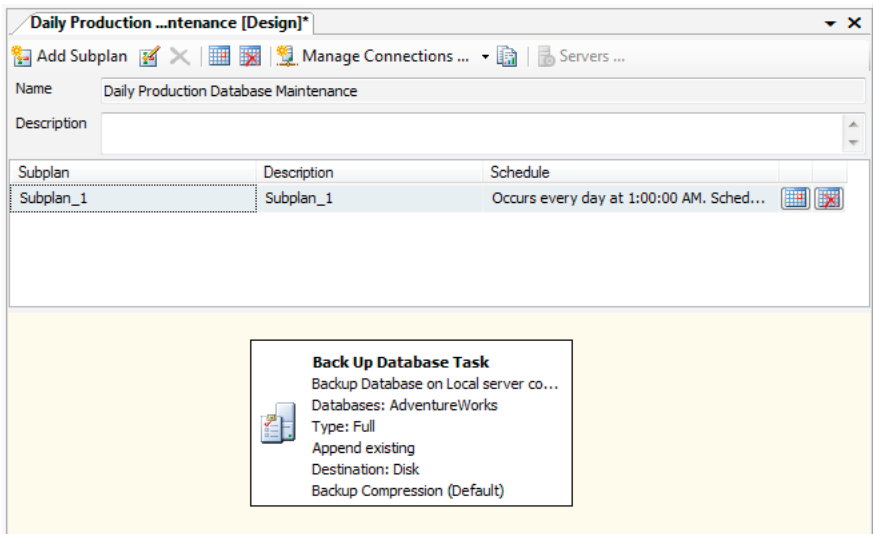 Daily Production ...ntenance [Design]*
Add Subplan Manage Connections ... Servers ...
Name Daily Production Database Maintenance
Description
Subplan Description Schedule
Subplan_1 Subplan_1 Occurs every day at 1:00:00 AM. Sched...
Back Up Database Task
Backup Database on Local server co...
Databases: AdventureWorks
Type: Full
Append existing
Destination: Disk
Backup Compression (Default)